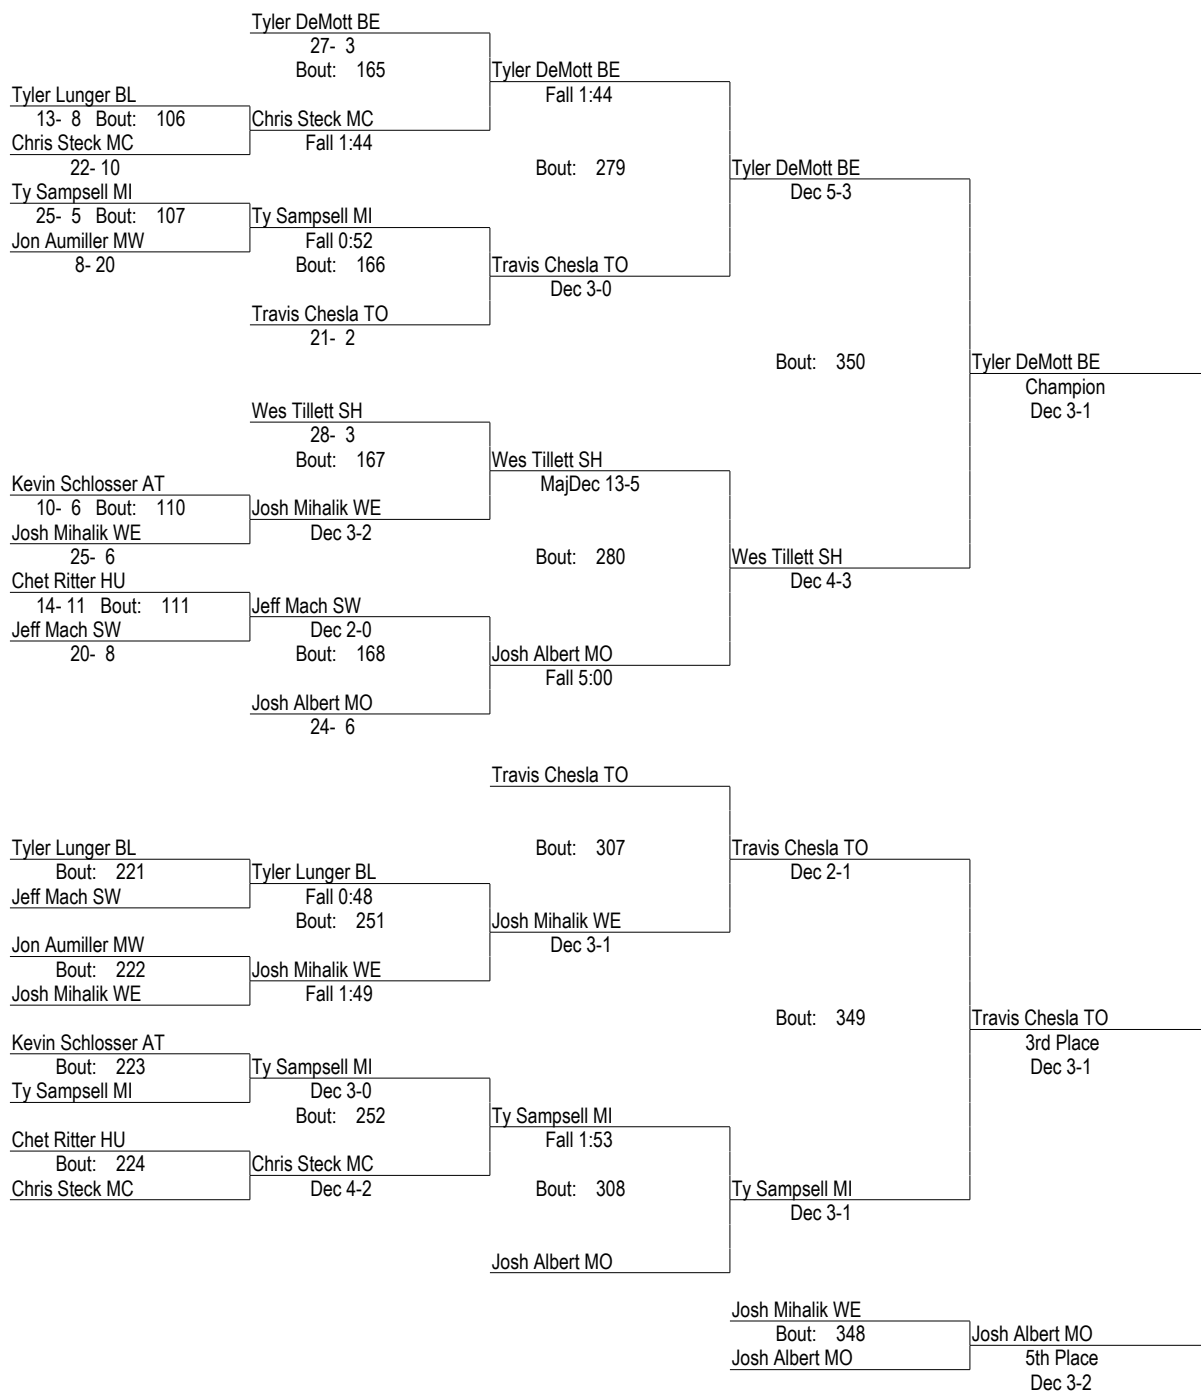 Tyler DeMott BE
27- 3
Bout: 165
Tyler DeMott BE
Fall 1:44
Tyler Lunger BL
13- 8 Bout: 106
Chris Steck MC
Fall 1:44
Chris Steck MC
22- 10
Bout: 279
Tyler DeMott BE
Dec 5-3
Ty Sampsell MI
25- 5 Bout: 107
Ty Sampsell MI
Fall 0:52
Jon Aumiller MW
8- 20
Bout: 166
Travis Chesla TO
Dec 3-0
Travis Chesla TO
21- 2
Bout: 350
Tyler DeMott BE
Champion
Dec 3-1
Wes Tillett SH
28- 3
Bout: 167
Wes Tillett SH
MajDec 13-5
Kevin Schlosser AT
10- 6 Bout: 110
Josh Mihalik WE
Dec 3-2
Josh Mihalik WE
25- 6
Bout: 280
Wes Tillett SH
Dec 4-3
Chet Ritter HU
14- 11 Bout: 111
Jeff Mach SW
Dec 2-0
Jeff Mach SW
20- 8
Bout: 168
Josh Albert MO
Fall 5:00
Josh Albert MO
24- 6
Travis Chesla TO
Bout: 307
Travis Chesla TO
Dec 2-1
Tyler Lunger BL
Bout: 221
Tyler Lunger BL
Fall 0:48
Jeff Mach SW
Bout: 251
Josh Mihalik WE
Dec 3-1
Jon Aumiller MW
Bout: 222
Josh Mihalik WE
Fall 1:49
Josh Mihalik WE
Bout: 349
Travis Chesla TO
3rd Place
Dec 3-1
Kevin Schlosser AT
Bout: 223
Ty Sampsell MI
Dec 3-0
Ty Sampsell MI
Bout: 252
Ty Sampsell MI
Fall 1:53
Chet Ritter HU
Bout: 224
Chris Steck MC
Dec 4-2
Chris Steck MC
Bout: 308
Ty Sampsell MI
Dec 3-1
Josh Albert MO
Josh Mihalik WE
Bout: 348
Josh Albert MO
Josh Albert MO
5th Place
Dec 3-2